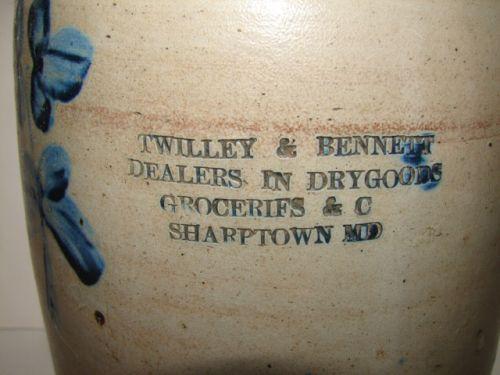 TWILLEY & BENNETT
DEALERS IN DRYGOODS
GROCERIFS & C
SHARPTOWN MD